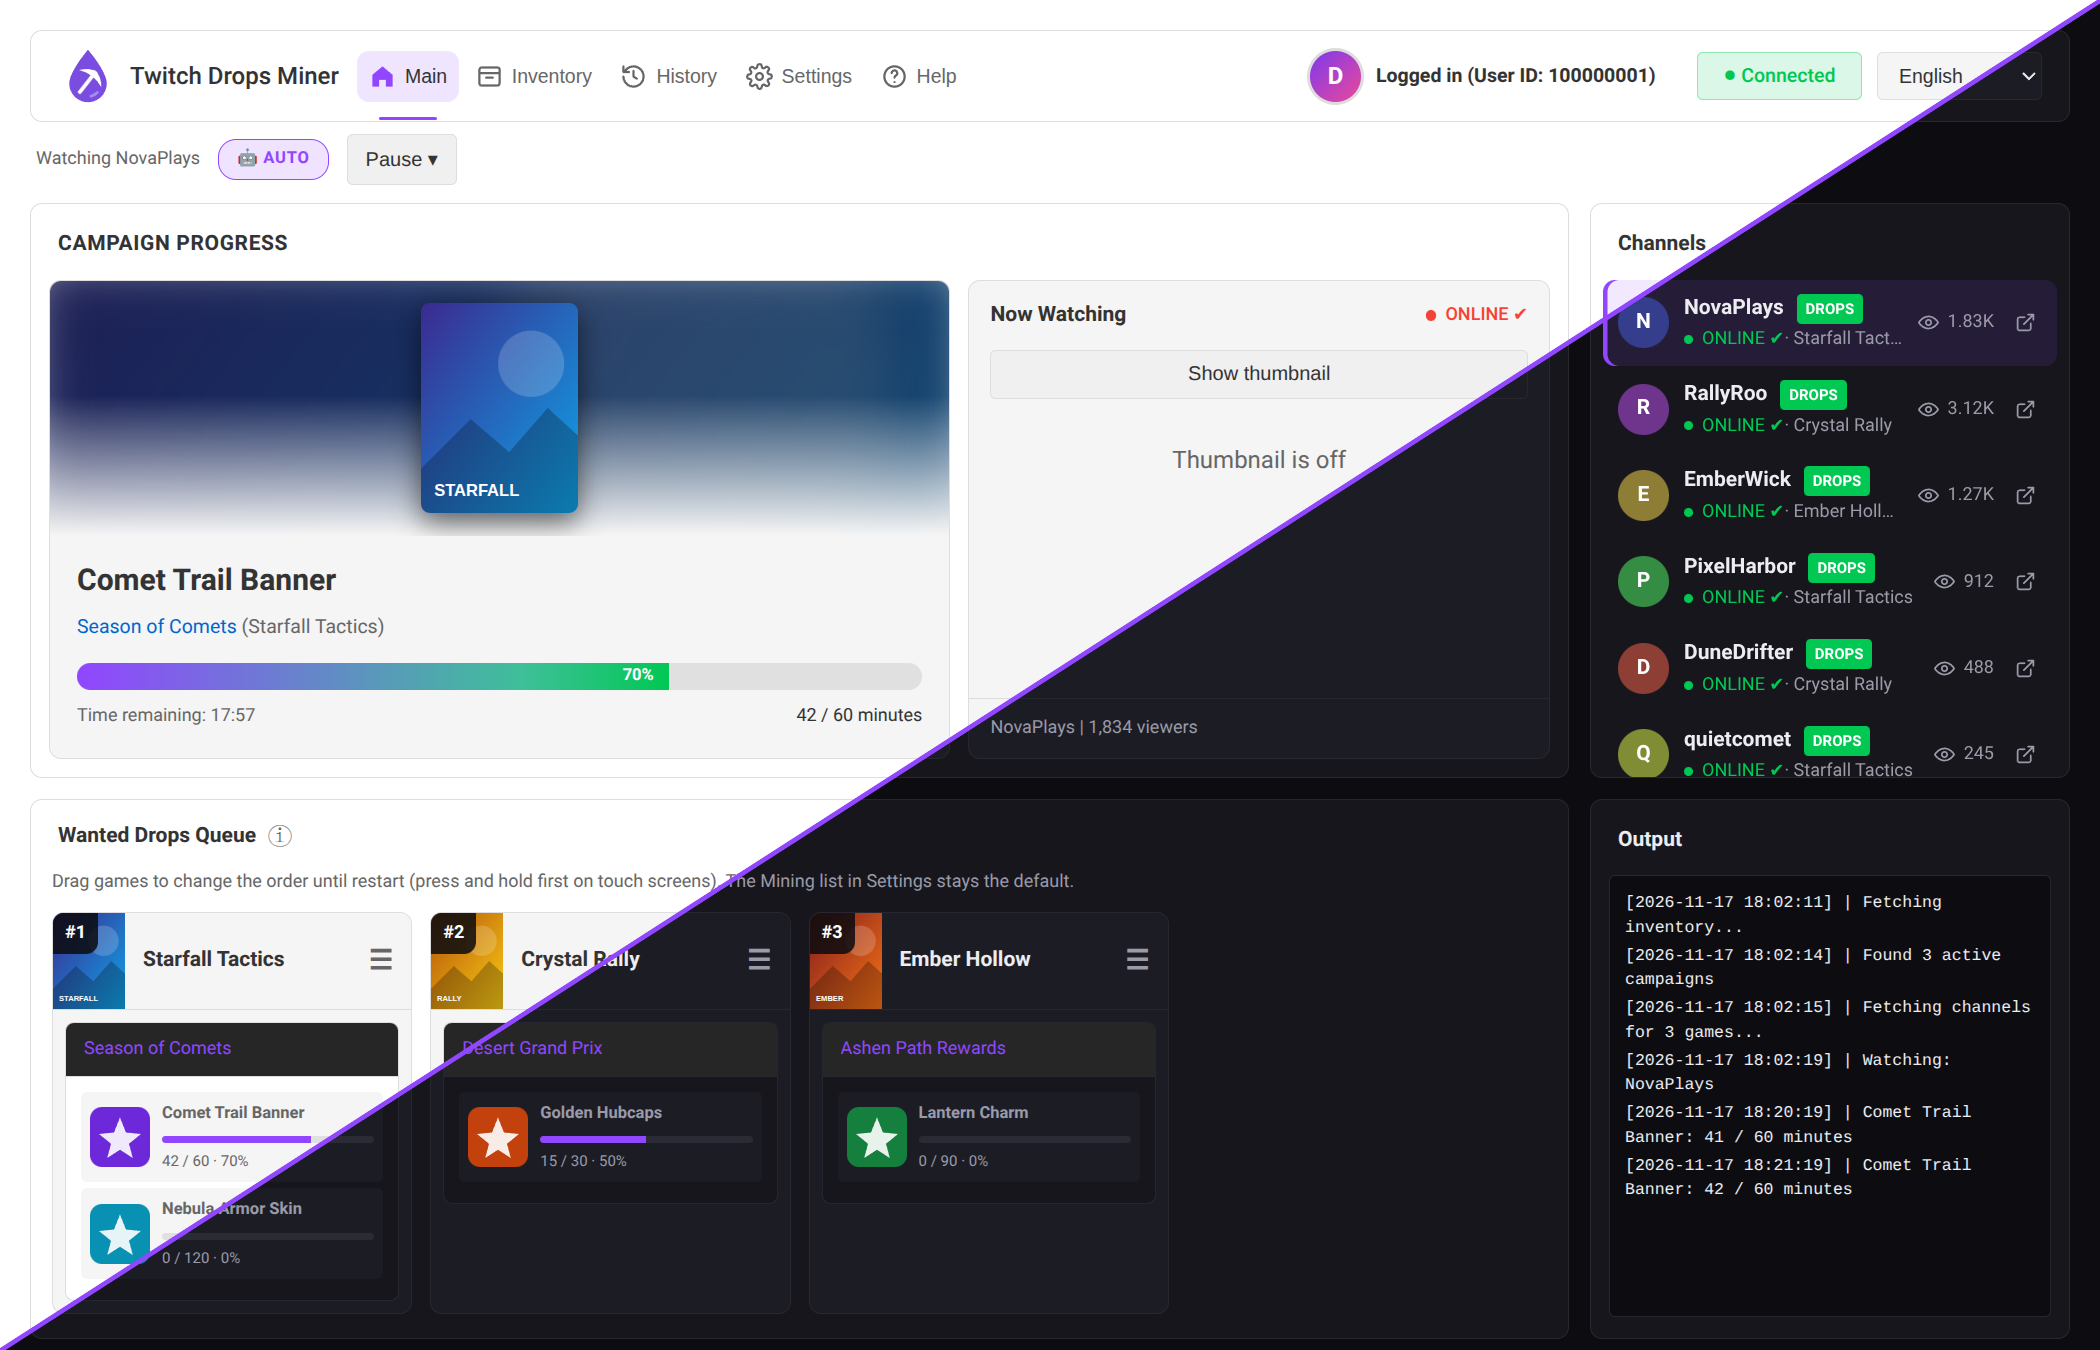 Twitch Drops Miner
Main
Inventory
History
Settings
Help
D
Logged in (User ID: 100000001)
Connected
English
Watching NovaPlays
AUTO
Pause ▾
CAMPAIGN PROGRESS
STARFALL
Comet Trail Banner
Season of Comets (Starfall Tactics)
70%
Time remaining: 17:57
42 / 60 minutes
Now Watching
ONLINE ✔
Show thumbnail
Thumbnail is off
NovaPlays | 1,834 viewers
Channels
N
NovaPlays DROPS
ONLINE ✔ · Starfall Tact...
1.83K
R
RallyRoo DROPS
ONLINE ✔ · Crystal Rally
3.12K
E
EmberWick DROPS
ONLINE ✔ · Ember Holl...
1.27K
P
PixelHarbor DROPS
ONLINE ✔ · Starfall Tactics
912
D
DuneDrifter DROPS
ONLINE ✔ · Crystal Rally
488
Q
quietcomet DROPS
ONLINE ✔ · Starfall Tactics
245
Wanted Drops Queue
Drag games to change the order until restart (press and hold first on touch screens). The Mining list in Settings stays the default.
#1
STARFALL
Starfall Tactics
Season of Comets
Comet Trail Banner
42 / 60 · 70%
Nebula Armor Skin
0 / 120 · 0%
#2
RALLY
Crystal Rally
Desert Grand Prix
Golden Hubcaps
15 / 30 · 50%
#3
EMBER
Ember Hollow
Ashen Path Rewards
Lantern Charm
0 / 90 · 0%
Output
[2026-11-17 18:02:11] | Fetching
inventory...
[2026-11-17 18:02:14] | Found 3 active
campaigns
[2026-11-17 18:02:15] | Fetching channels
for 3 games...
[2026-11-17 18:02:19] | Watching:
NovaPlays
[2026-11-17 18:20:19] | Comet Trail
Banner: 41 / 60 minutes
[2026-11-17 18:21:19] | Comet Trail
Banner: 42 / 60 minutes